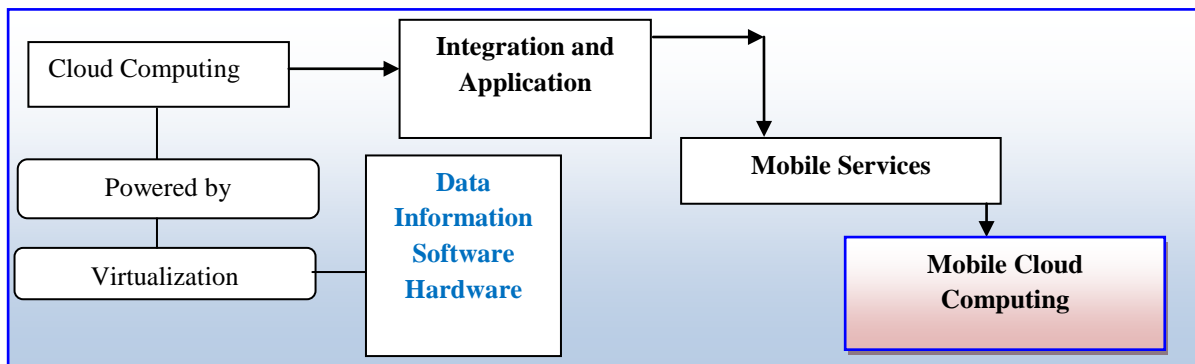 Cloud Computing
Integration and
Application
Mobile Services
Powered by
Data
Information
Software
Hardware
Virtualization
Mobile Cloud
Computing